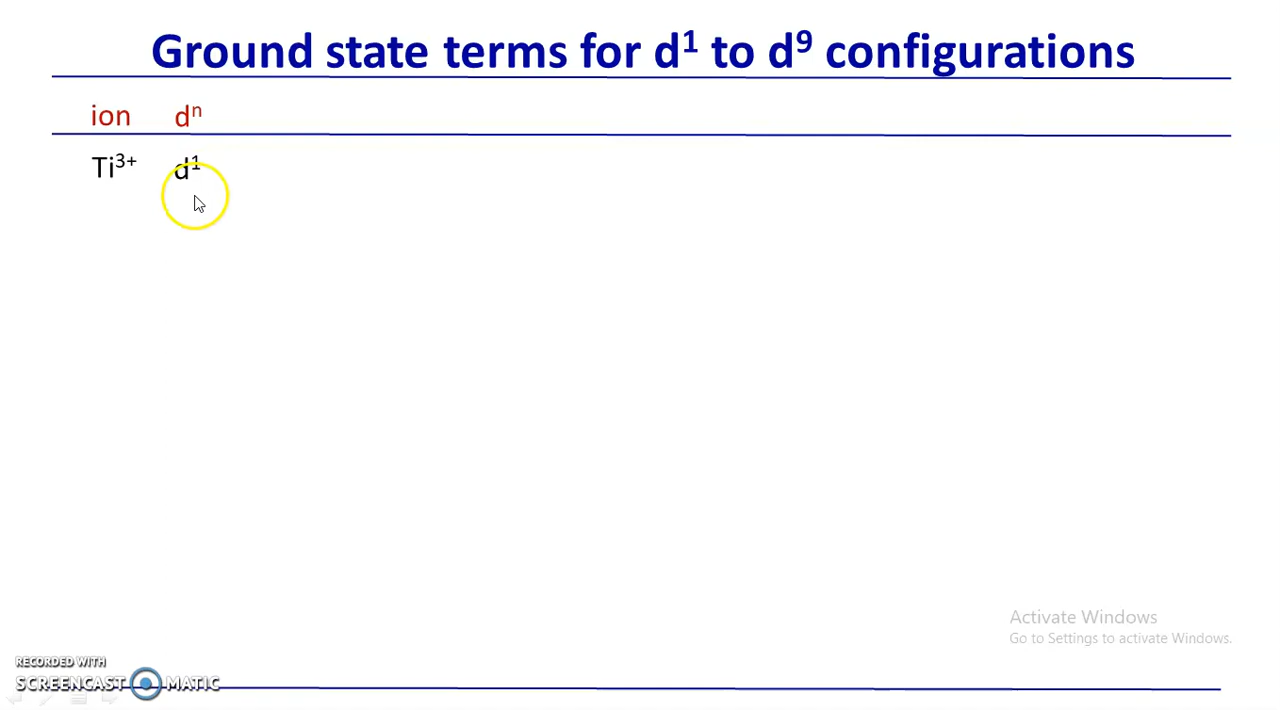 Ground state terms for d¹ to d⁹ configurations
ion dⁿ
Ti³⁺ d¹
Activate Windows
Go to Settings to activate Windows.
RECORDED WITH
SCREENCAST MATIC